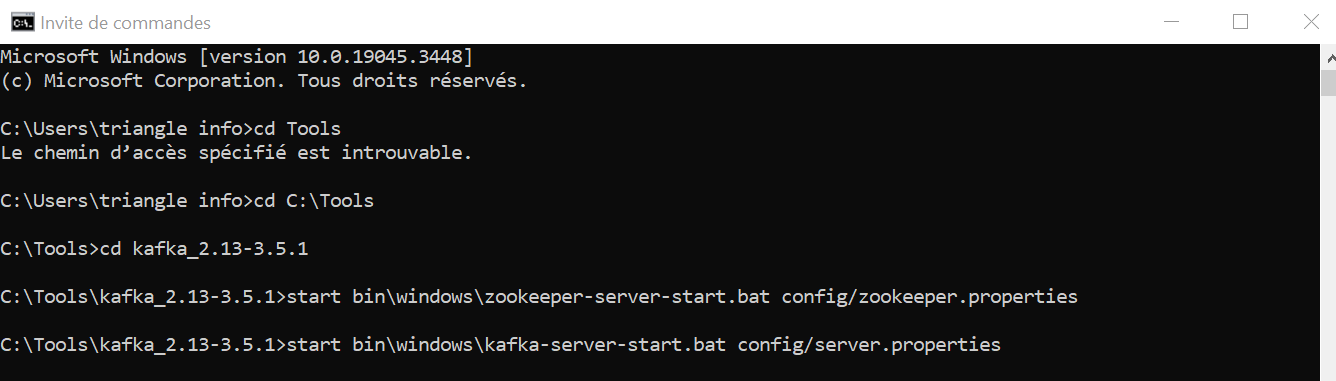 Invite de commandes
Microsoft Windows [version 10.0.19045.3448]
(c) Microsoft Corporation. Tous droits réservés.
C:\Users\triangle info>cd Tools
Le chemin d’accès spécifié est introuvable.
C:\Users\triangle info>cd C:\Tools
C:\Tools>cd kafka_2.13-3.5.1
C:\Tools\kafka_2.13-3.5.1>start bin\windows\zookeeper-server-start.bat config/zookeeper.properties
C:\Tools\kafka_2.13-3.5.1>start bin\windows\kafka-server-start.bat config/server.properties